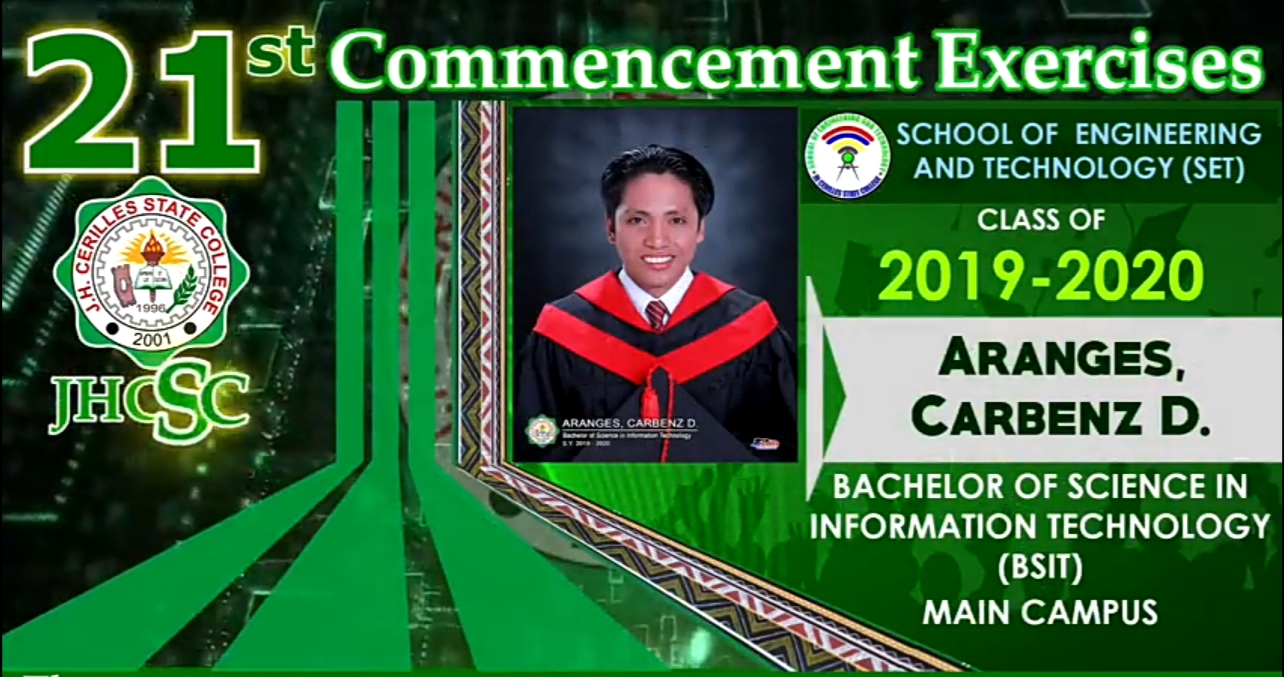 21st Commencement Exercises
J.H. CERILLES STATE COLLEGE
1996
2001
JHCSC
ARANGES, CARBENZ D.
Bachelor of Science in Information Technology
S.Y. 2019 - 2020
SCHOOL OF ENGINEERING
AND TECHNOLOGY (SET)
CLASS OF
2019-2020
ARANGES,
CARBENZ D.
BACHELOR OF SCIENCE IN
INFORMATION TECHNOLOGY
(BSIT)
MAIN CAMPUS